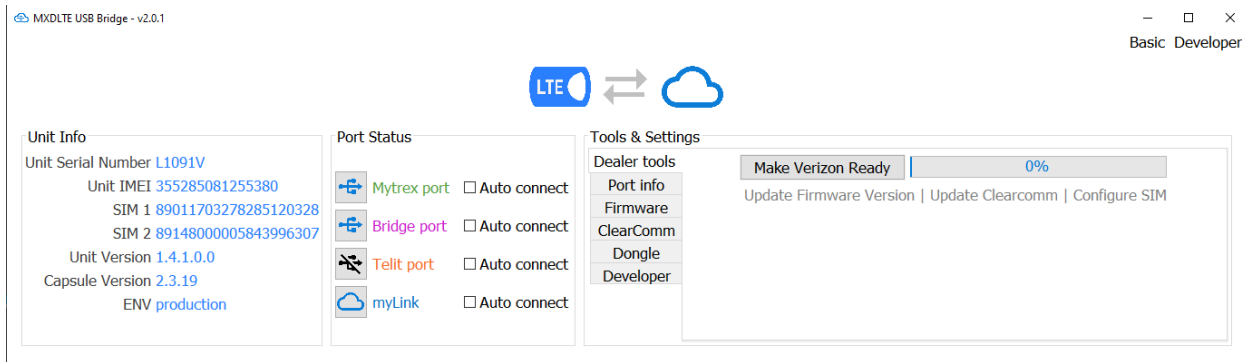 MXDLTE USB Bridge - v2.0.1
Basic Developer
LTE
Unit Info
Unit Serial Number L1091V
Unit IMEI 355285081255380
SIM 1 89011703278285120328
SIM 2 89148000005843996307
Unit Version 1.4.1.0.0
Capsule Version 2.3.19
ENV production
Port Status
Mytrex port Auto connect
Bridge port Auto connect
Telit port Auto connect
myLink Auto connect
Tools & Settings
Dealer tools
Port info
Firmware
ClearComm
Dongle
Developer
Make Verizon Ready 0%
Update Firmware Version | Update Clearcomm | Configure SIM